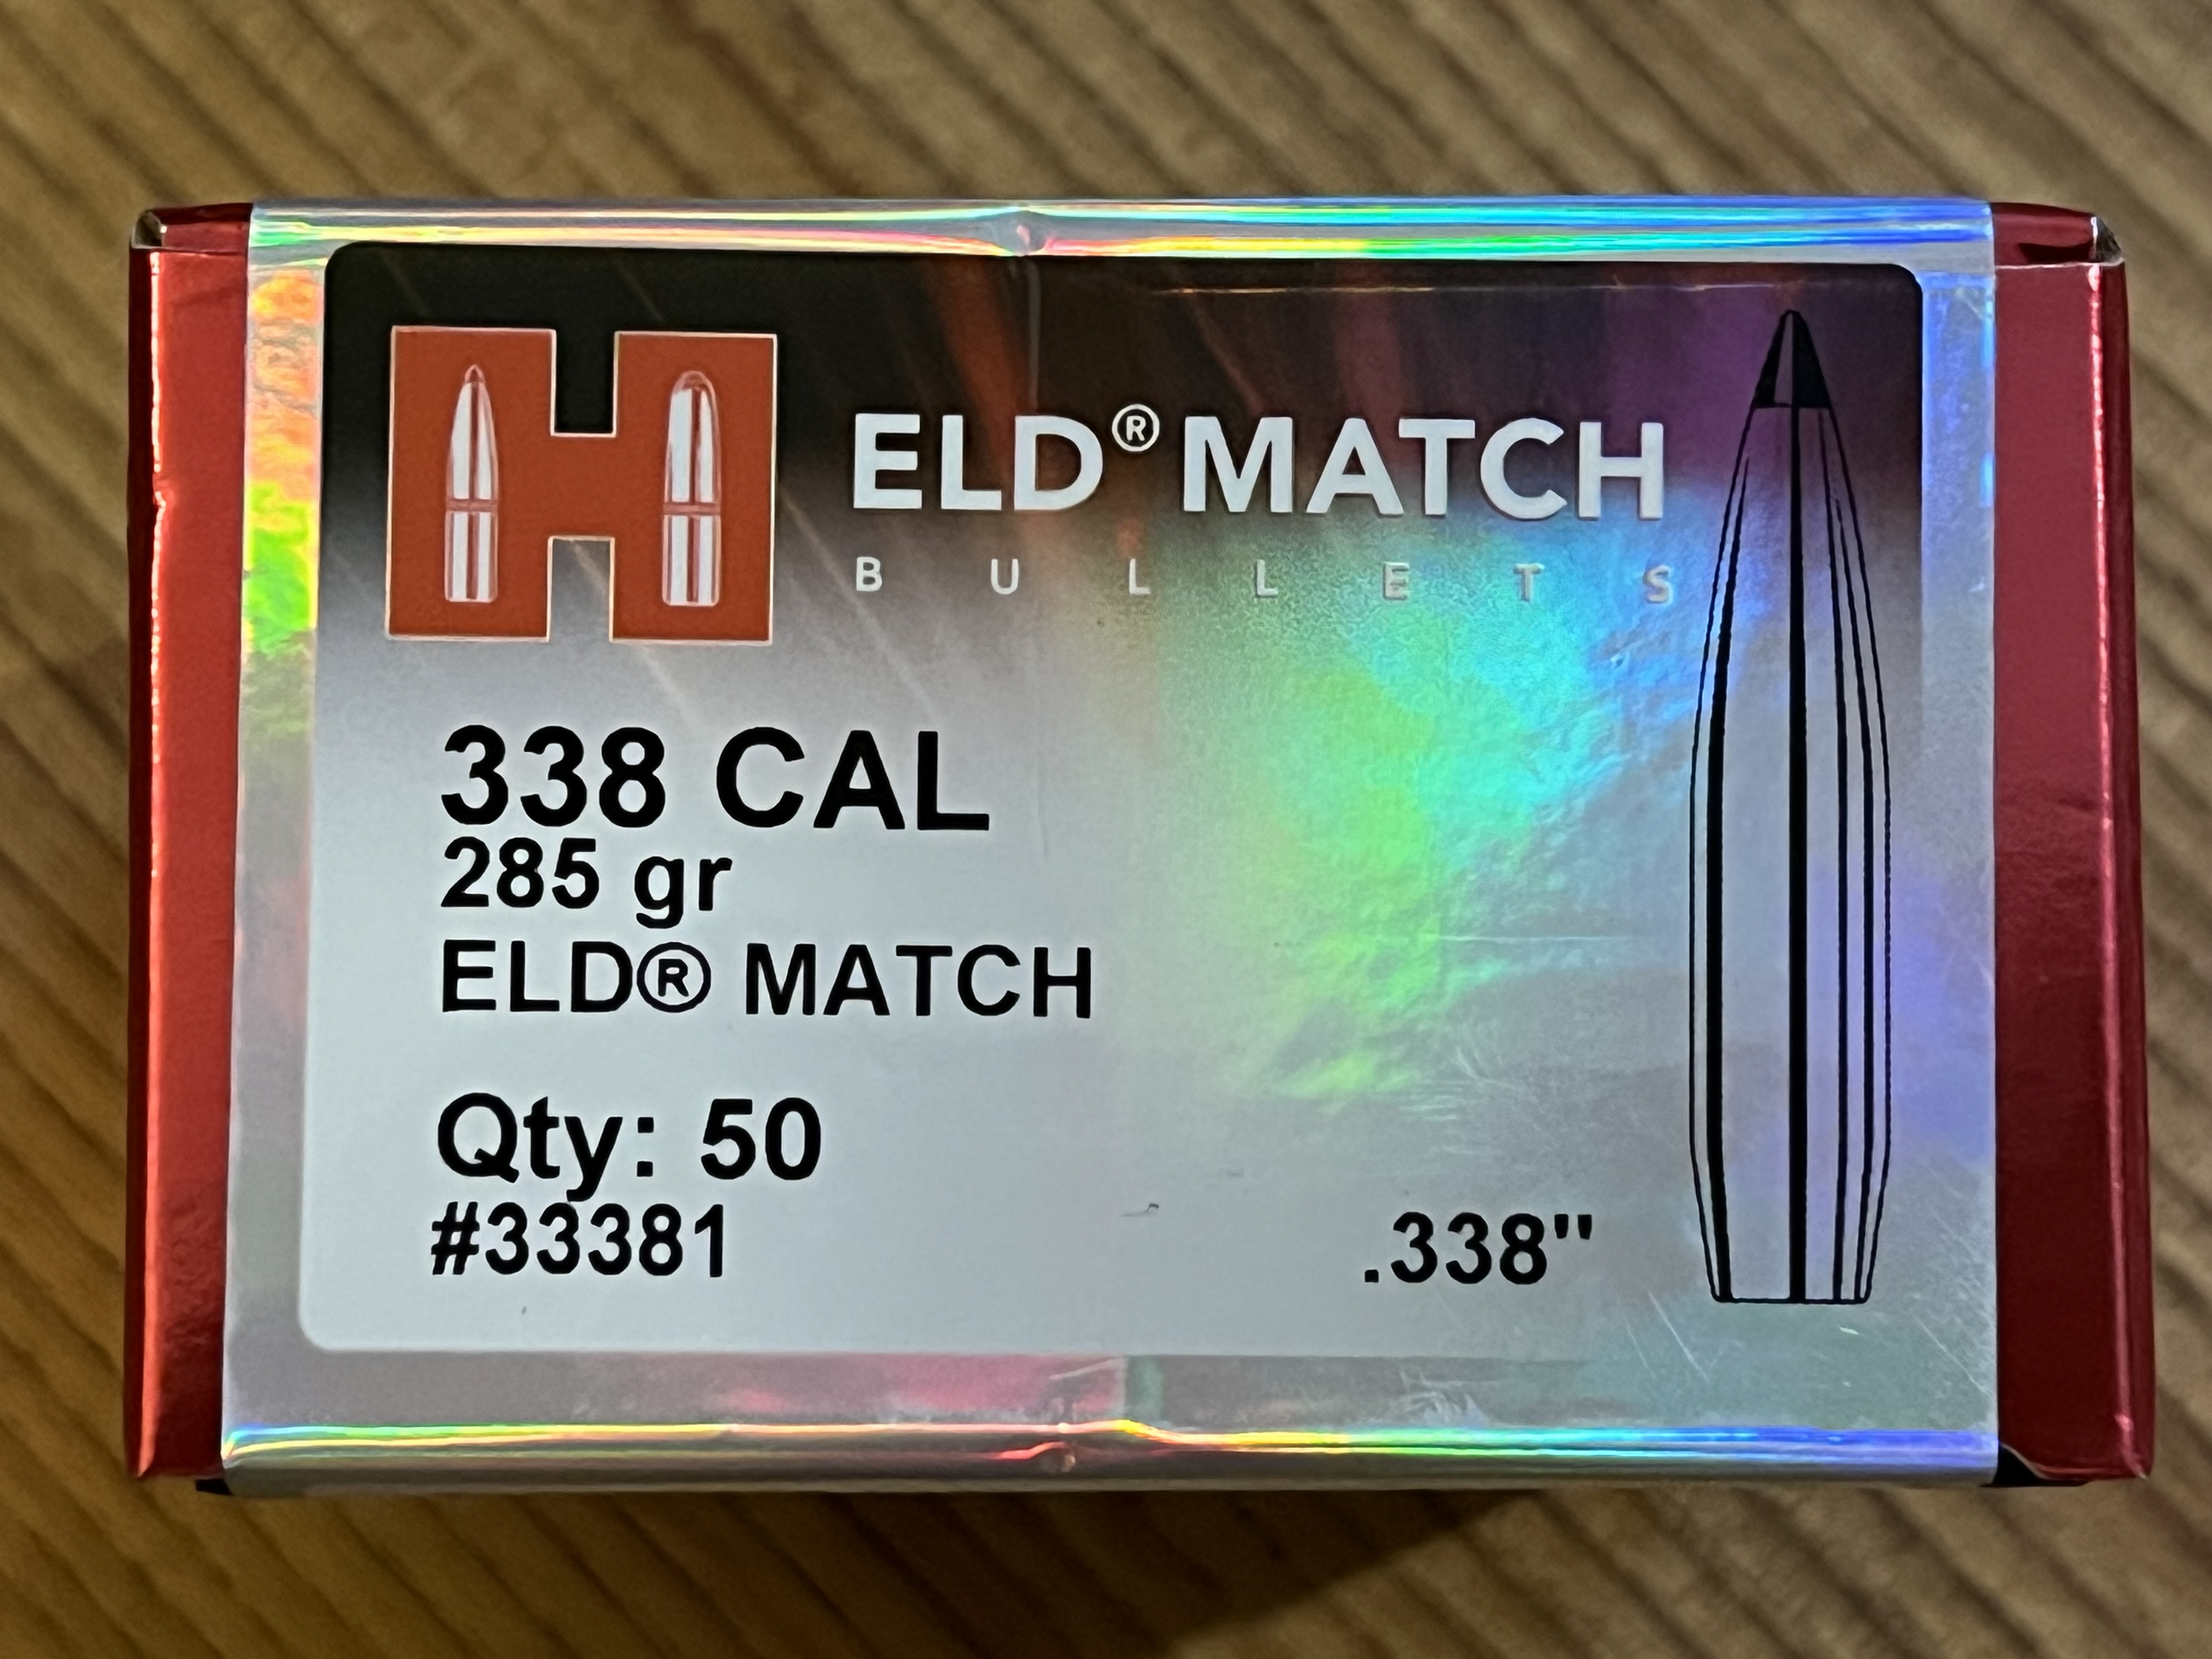 H
ELD® MATCH
BULLETS
338 CAL
285 gr
ELD® MATCH
Qty: 50
#33381
.338"